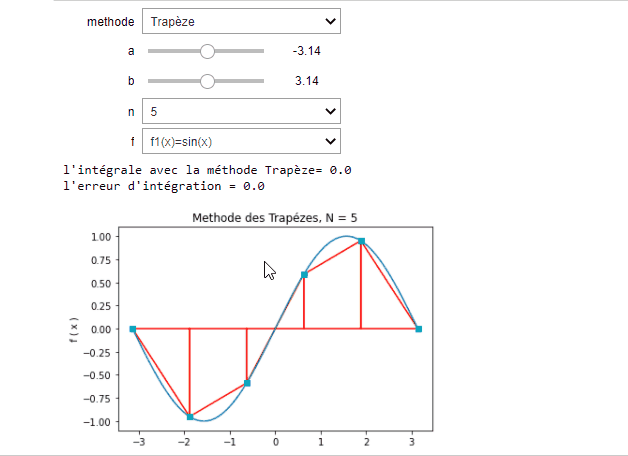 methode Trapèze
a -3.14
b 3.14
n 5
f f1(x)=sin(x)
l'intégrale avec la méthode Trapèze= 0.0
l'erreur d'intégration = 0.0
Methode des Trapézes, N = 5
1.00
0.75
0.50
0.25
0.00
−0.25
−0.50
−0.75
−1.00
f ( x )
−3 −2 −1 0 1 2 3